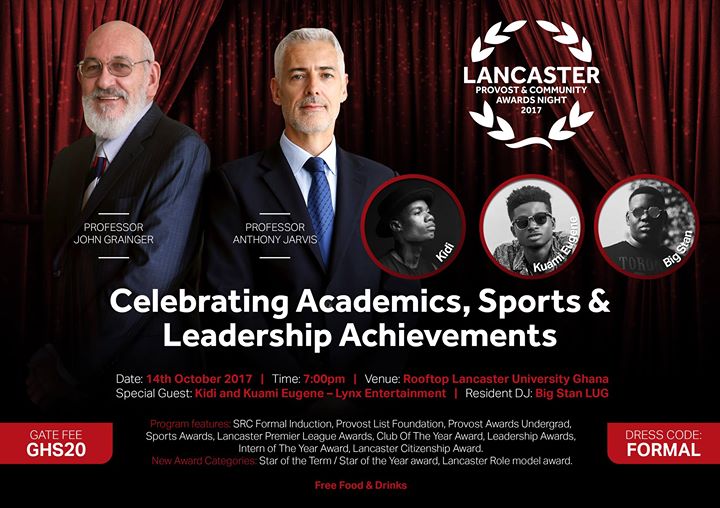 LANCASTER
PROVOST & COMMUNITY
AWARDS NIGHT
2017
PROFESSOR
JOHN GRAINGER
PROFESSOR
ANTHONY JARVIS
Kidi
Kuami Eugene
Big Stan
Celebrating Academics, Sports &
Leadership Achievements
Date: 14th October 2017 | Time: 7:00pm | Venue: Rooftop Lancaster University Ghana
Special Guest: Kidi and Kuami Eugene – Lynx Entertainment | Resident DJ: Big Stan LUG
GATE FEE
GHS20
Program features: SRC Formal Induction, Provost List Foundation, Provost Awards Undergrad,
Sports Awards, Lancaster Premier League Awards, Club Of The Year Award, Leadership Awards,
Intern of The Year Award, Lancaster Citizenship Award.
New Award Categories: Star of the Term / Star of the Year award, Lancaster Role model award.
DRESS CODE:
FORMAL
Free Food & Drinks